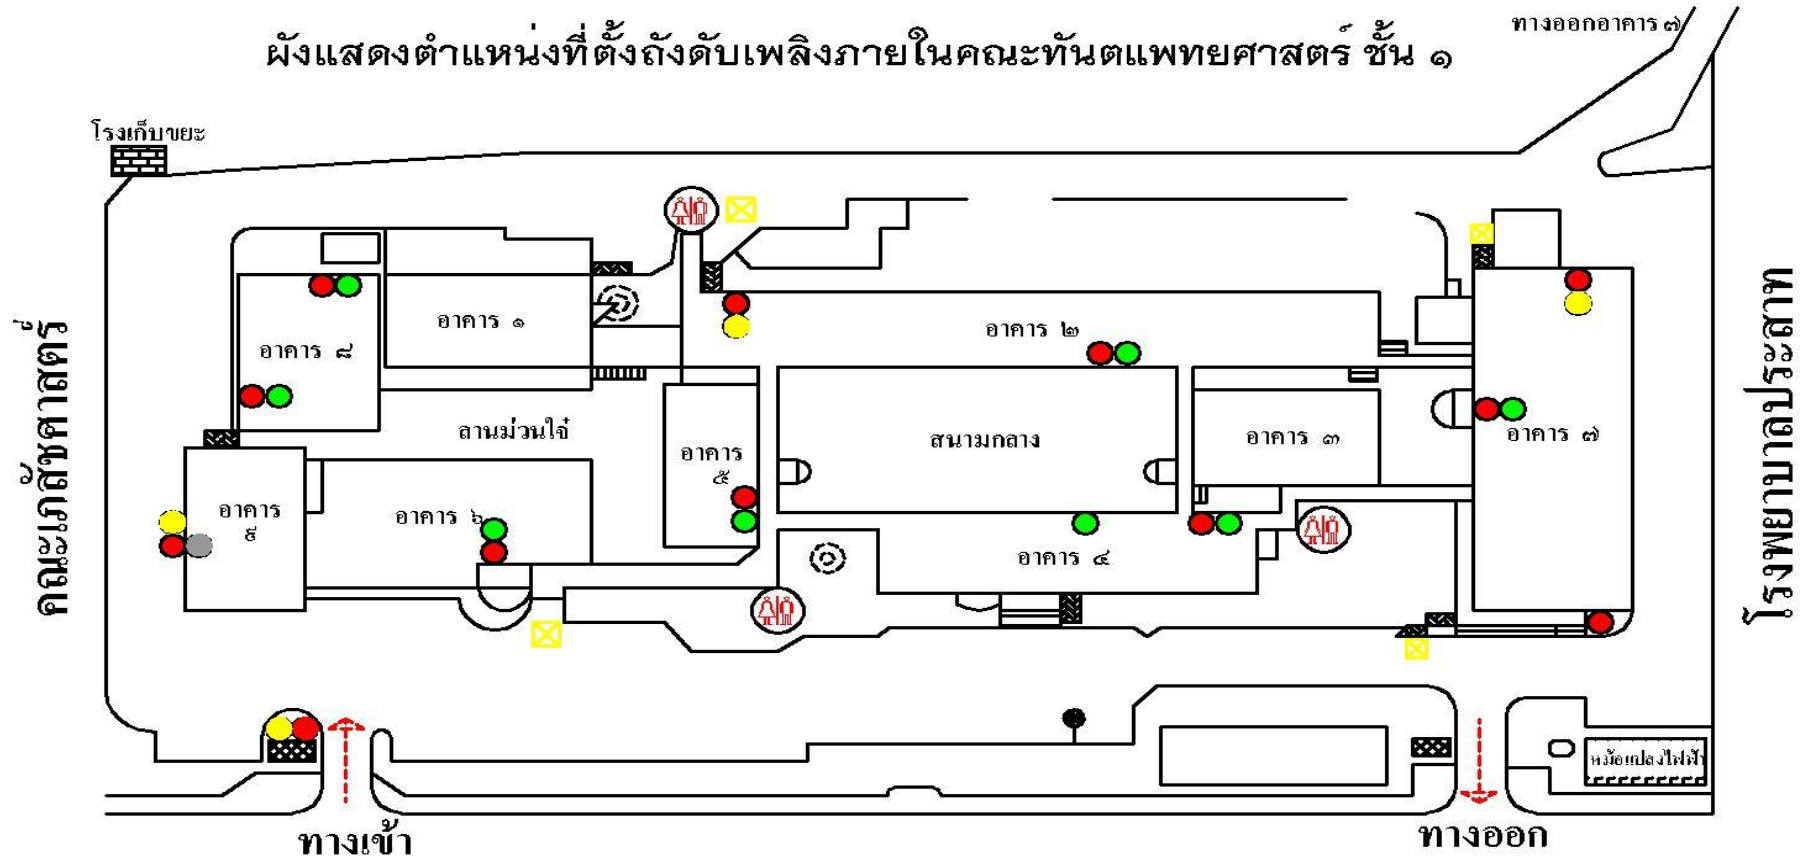 ทางออกอาคาร ๗
ผังแสดงตำแหน่งที่ตั้งถังดับเพลิงภายในคณะทันตแพทยศาสตร์ ชั้น ๑
โรงเก็บขยะ
อาคาร ๑
อาคาร ๒
อาคาร ๘
คณะเภสัชศาสตร์
โรงพยาบาลประสาท
ลานม่วนใจ๋
อาคาร
๕
สนามกลาง
อาคาร ๓
อาคาร ๗
อาคาร
๙
อาคาร ๖
อาคาร ๔
หม้อแปลงไฟฟ้า
ทางเข้า
ทางออก